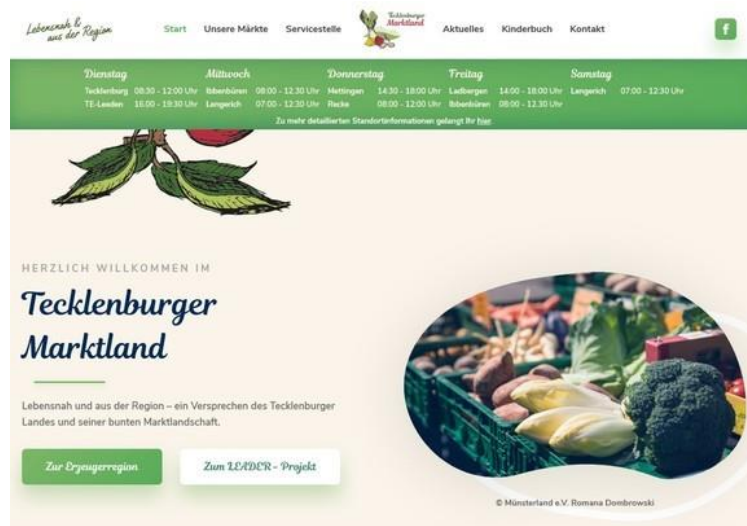 Lebensnah & aus der Region
Start
Unsere Märkte
Servicestelle
Tecklenburger
Marktland
Aktuelles
Kinderbuch
Kontakt
f
Dienstag
Tecklenburg 08:30 - 12:00 Uhr
TE-Leeden 16:00 - 19:30 Uhr
Mittwoch
Ibbenbüren 08:00 - 12:30 Uhr
Lengerich 07:00 - 12:30 Uhr
Donnerstag
Mettingen 14:30 - 18:00 Uhr
Recke 08:00 - 12:00 Uhr
Freitag
Ladbergen 14:00 - 18:00 Uhr
Ibbenbüren 08:00 - 12.30 Uhr
Samstag
Lengerich 07:00 - 12:30 Uhr
Zu mehr detaillierten Standortinformationen gelangt Ihr hier.
HERZLICH WILLKOMMEN IM
Tecklenburger
Marktland
Lebensnah und aus der Region – ein Versprechen des Tecklenburger
Landes und seiner bunten Marktlandschaft.
Zur Erzeugerregion
Zum LEADER - Projekt
© Münsterland e.V. Romana Dombrowski